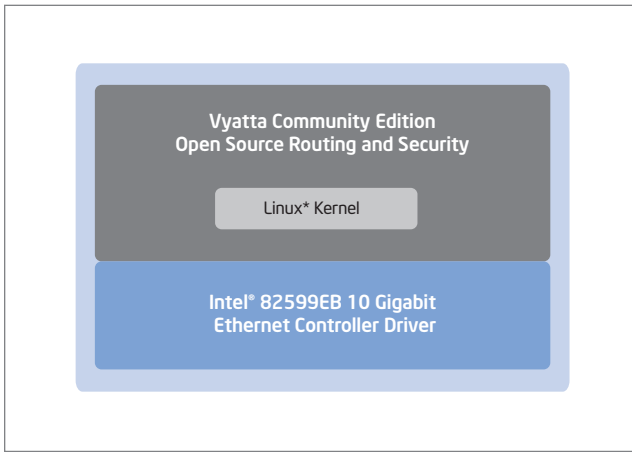 Vyatta Community Edition
Open Source Routing and Security
Linux* Kernel
Intel® 82599EB 10 Gigabit
Ethernet Controller Driver